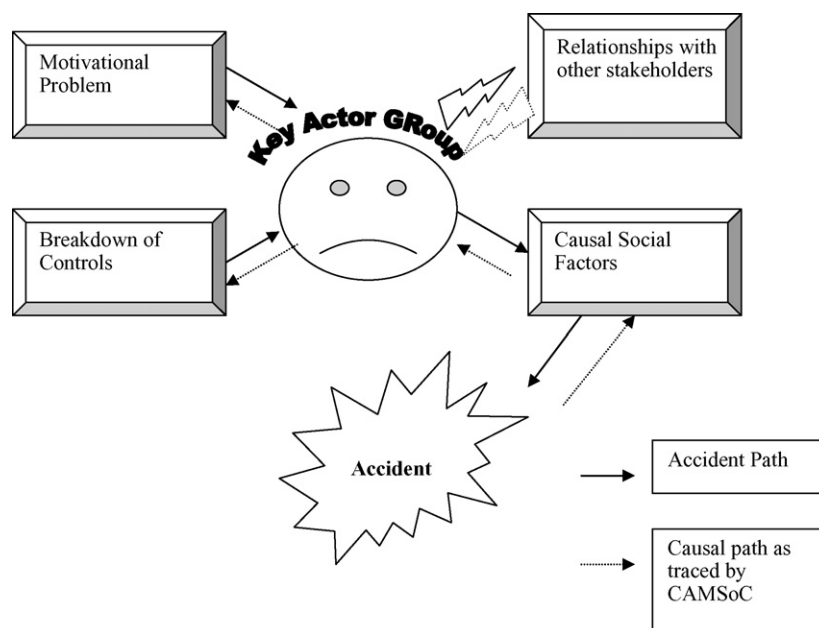 Motivational
Problem
Relationships with
other stakeholders
Key Actor GRoup
Breakdown of
Controls
Causal Social
Factors
Accident
Accident Path
Causal path as
traced by
CAMSoC